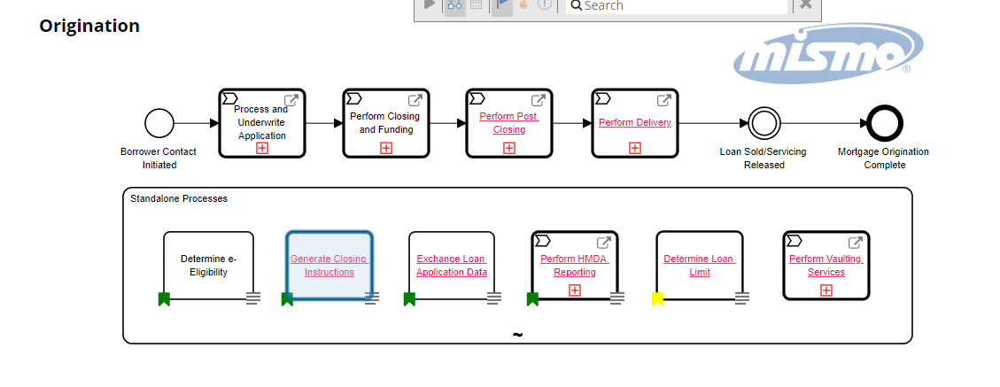 Search
Origination
mismo
®
Process and
Underwrite
Application
Perform Closing
and Funding
Perform Post
Closing
Perform Delivery
Borrower Contact
Initiated
Loan Sold/Servicing
Released
Mortgage Origination
Complete
Standalone Processes
Determine e-
Eligibility
Generate Closing
Instructions
Exchange Loan
Application Data
Perform HMDA
Reporting
Determine Loan
Limit
Perform Vaulting
Services
~